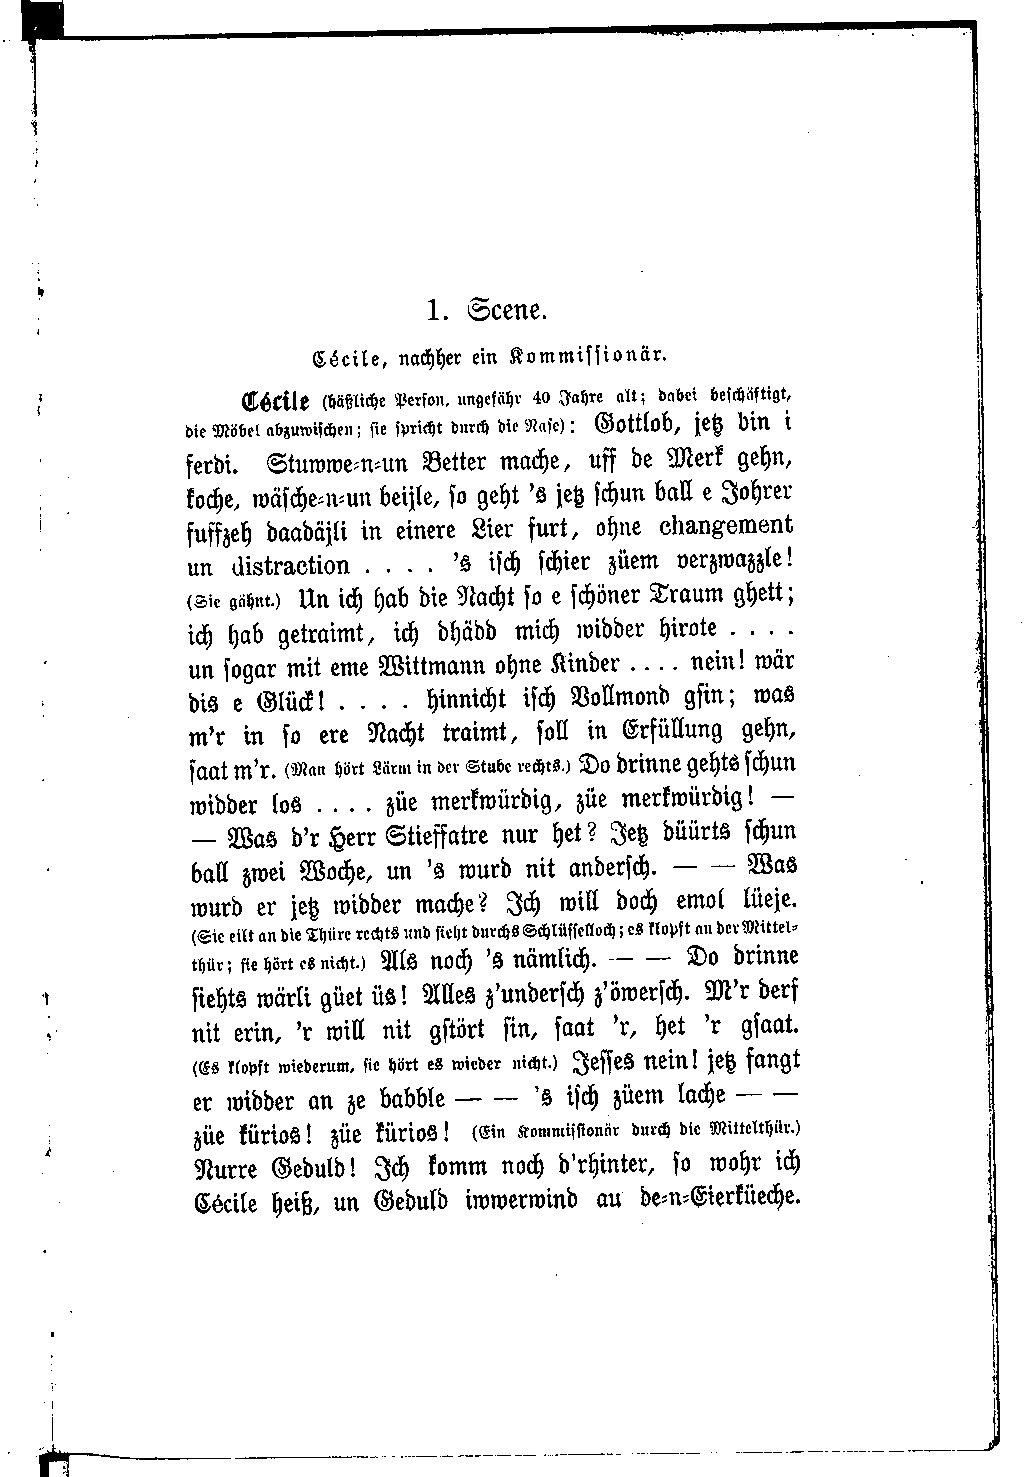 1. Scene.
Cécile, nachher ein Kommissionär.
Cécile (häßliche Person, ungefähr 40 Jahre alt; dabei beschäftigt,
die Möbel abzuwischen; sie spricht durch die Nase): Gottlob, jetz bin i
ferdi. Stuwwe-n-un Better mache, uff de Merk gehn,
koche, wäsche-n-un beijle, so geht 's jetz schun ball e Johrer
fuffzeh daadäjli in einere Lier furt, ohne changement
un distraction . . . . 's isch schier züem verzwazzle!
(Sie gähnt.) Un ich hab die Nacht so e schöner Traum ghett;
ich hab getraimt, ich dhädd mich widder hirote . . . .
un sogar mit eme Wittmann ohne Kinder . . . . nein! wär
dis e Glück! . . . . hinnicht isch Vollmond gsin; was
m'r in so ere Nacht traimt, soll in Erfüllung gehn,
saat m'r. (Man hört Lärm in der Stube rechts.) Do drinne gehts schun
widder los . . . . züe merkwürdig, züe merkwürdig! —
— Was d'r Herr Stieffatre nur het? Jetz düürts schun
ball zwei Woche, un 's wurd nit andersch. — — Was
wurd er jetz widder mache? Ich will doch emol lüeje.
(Sie eilt an die Thüre rechts und sieht durchs Schlüsselloch; es klopft an der Mittel-
thür; sie hört es nicht.) Als noch 's nämlich. — — Do drinne
siehts wärli güet üs! Alles z'undersch z'öwersch. M'r derf
nit erin, 'r will nit gstört sin, saat 'r, het 'r gsaat.
(Es klopft wiederum, sie hört es wieder nicht.) Jesses nein! jetz fangt
er widder an ze babble — — 's isch züem lache — —
züe kürios! züe kürios! (Ein Kommissionär durch die Mittelthür.)
Nurre Geduld! Ich komm noch d'rhinter, so wohr ich
Cécile heiß, un Geduld iwwerwind au de-n-Eierküeche.